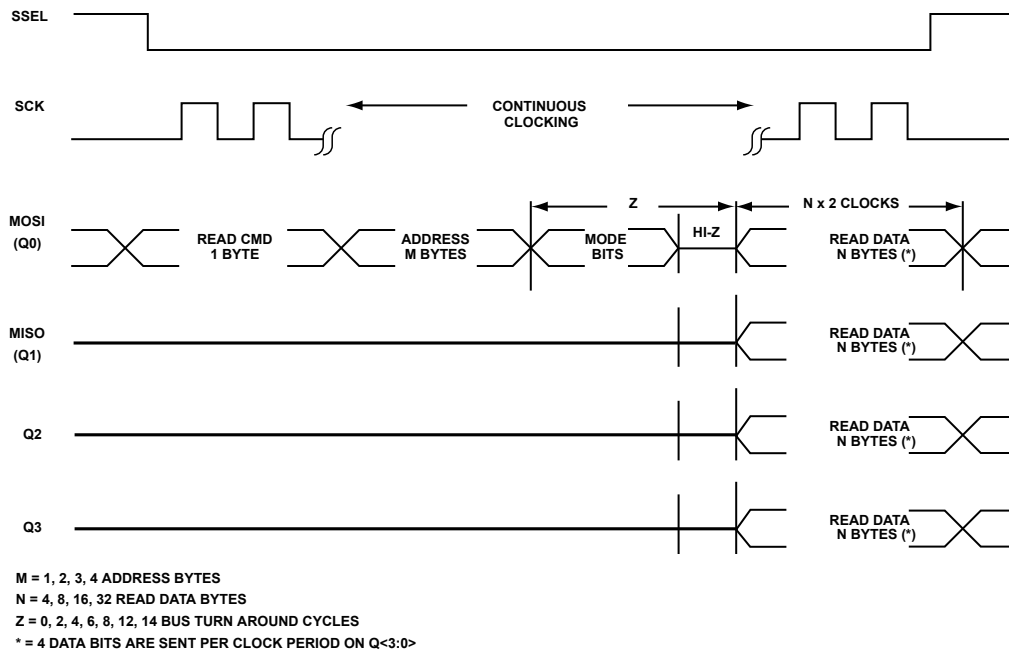 SSEL
SCK
CONTINUOUS
CLOCKING
Z
N x 2 CLOCKS
MOSI
(Q0)
READ CMD
1 BYTE
ADDRESS
M BYTES
MODE
BITS
HI-Z
READ DATA
N BYTES (*)
MISO
(Q1)
READ DATA
N BYTES (*)
Q2
READ DATA
N BYTES (*)
Q3
READ DATA
N BYTES (*)
M = 1, 2, 3, 4 ADDRESS BYTES
N = 4, 8, 16, 32 READ DATA BYTES
Z = 0, 2, 4, 6, 8, 12, 14 BUS TURN AROUND CYCLES
* = 4 DATA BITS ARE SENT PER CLOCK PERIOD ON Q<3:0>